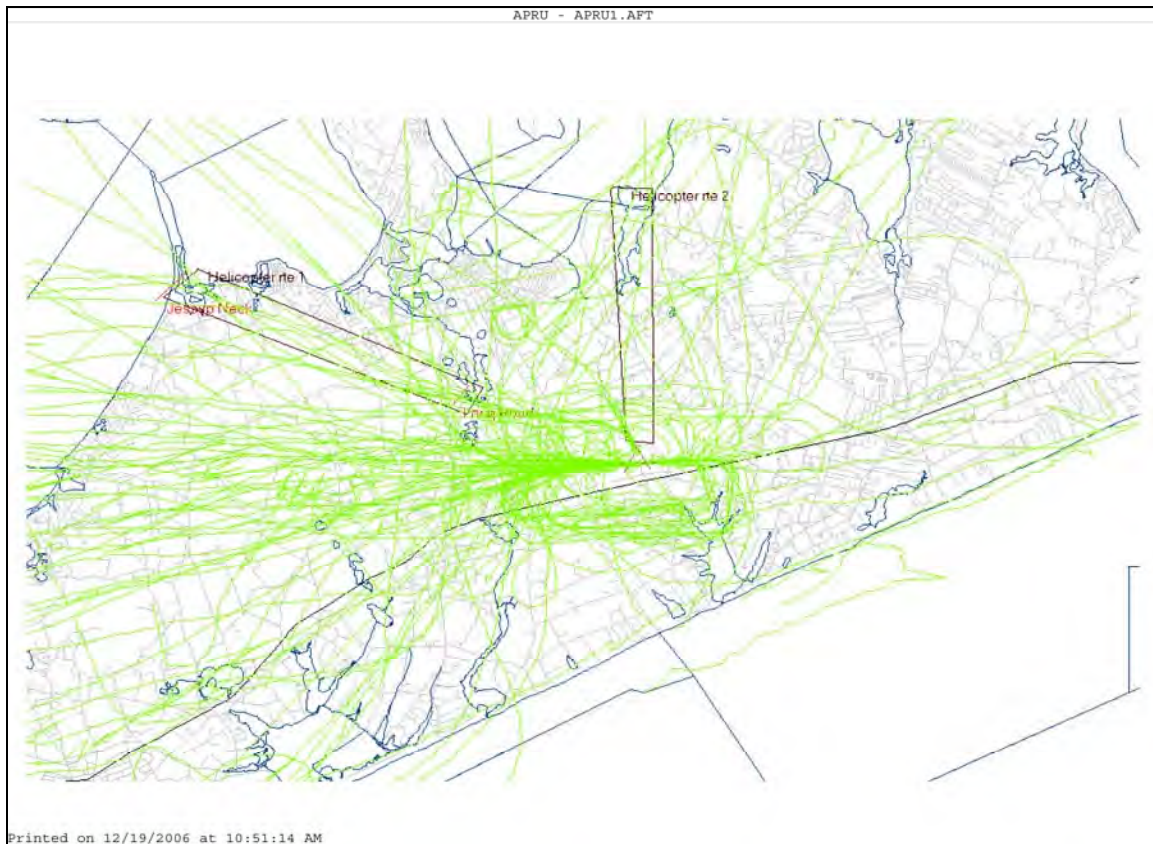 APRU - APRU1.AFT
Helicopter rte 2
Helicopter rte 1
Jessup Neck
Printed on 12/19/2006 at 10:51:14 AM